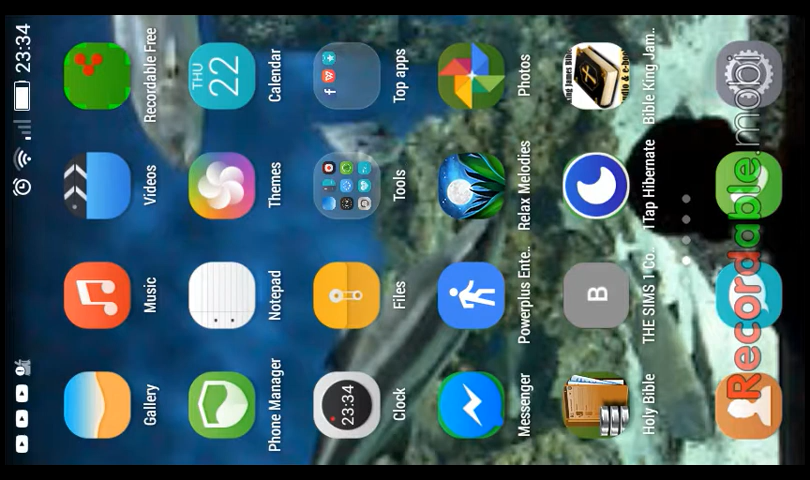 23:34
Gallery
Music
Videos
Recordable Free
THU
22
Phone Manager
Notepad
Themes
Calendar
23:34
Clock
Files
Tools
f
Top apps
Messenger
Powerplus Ente..
Relax Melodies
Photos
B
Holy Bible
THE SIMS 1 Co..
1Tap Hibernate
Bible King Jam..
Recordable.mobi